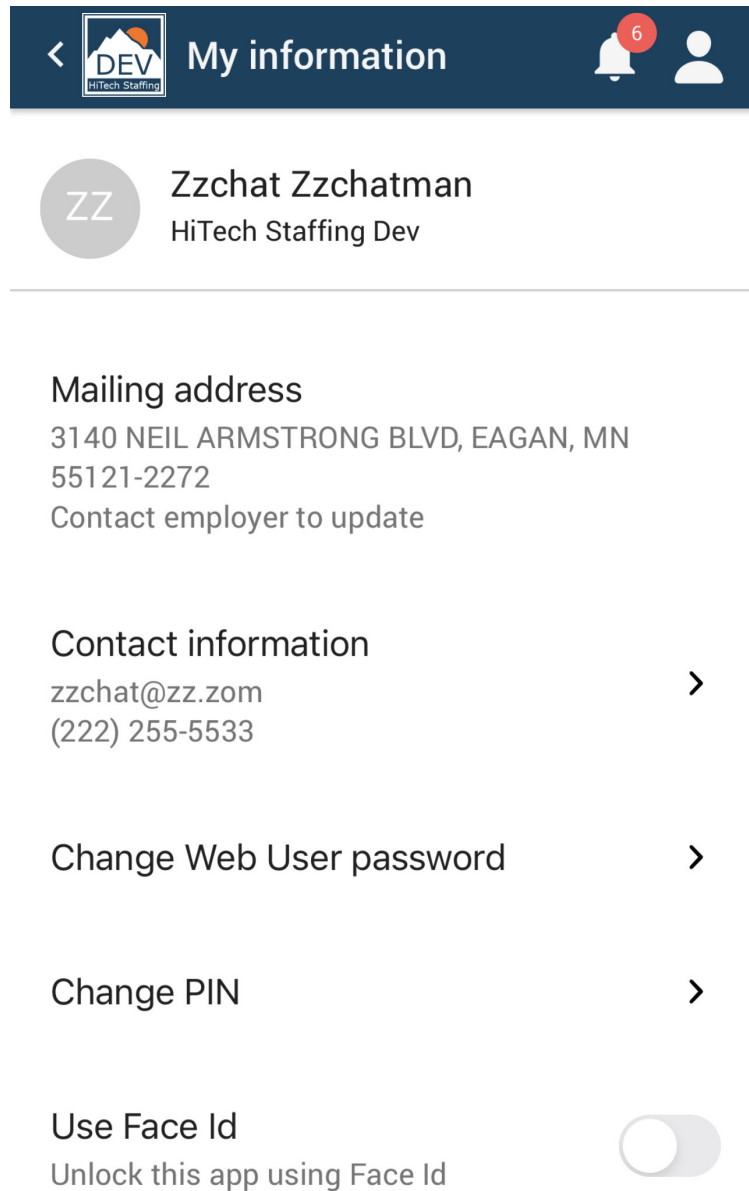 DEV
HiTech Staffing
My information
6
ZZ
Zzchat Zzchatman
HiTech Staffing Dev
Mailing address
3140 NEIL ARMSTRONG BLVD, EAGAN, MN
55121-2272
Contact employer to update
Contact information
zzchat@zz.zom
(222) 255-5533
Change Web User password
Change PIN
Use Face Id
Unlock this app using Face Id